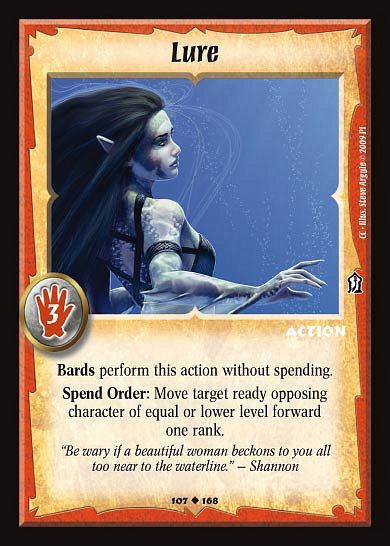 Lure
CC • Illus. Steve Argyle © 2009 PI
3
ACTION
Bards perform this action without spending.
Spend Order: Move target ready opposing
character of equal or lower level forward
one rank.
“Be wary if a beautiful woman beckons to you all
too near to the waterline.” – Shannon
107 ◆ 168